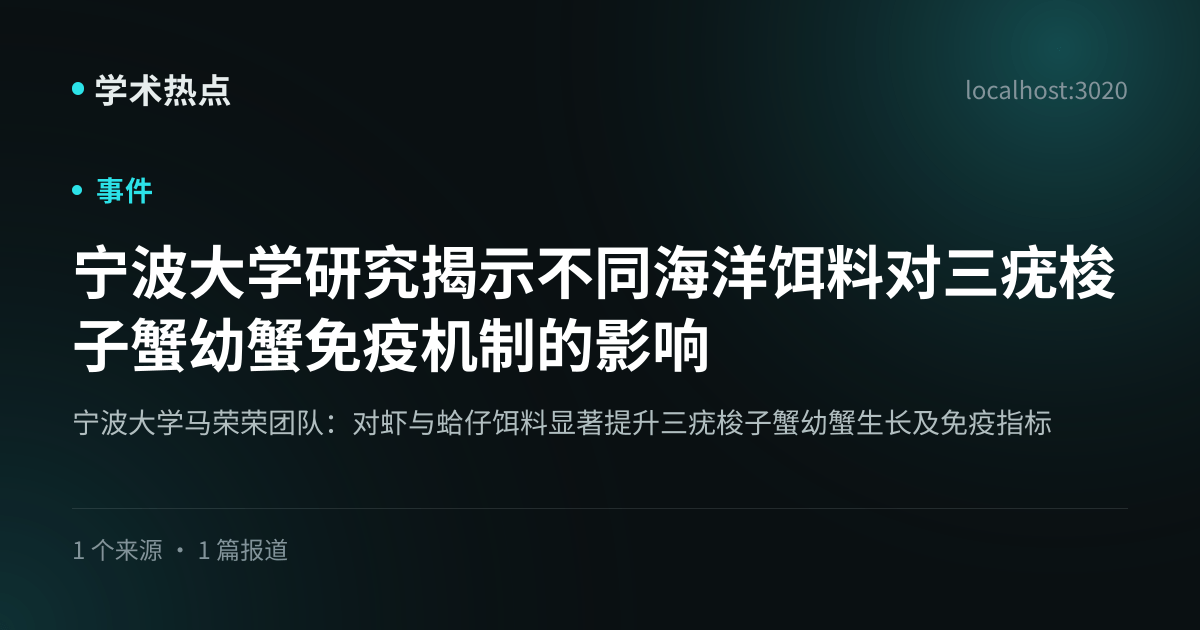 学术热点
localhost:3020
事件
宁波大学研究揭示不同海洋饵料对三疣梭
子蟹幼蟹免疫机制的影响
宁波大学马荣荣团队：对虾与蛤仔饵料显著提升三疣梭子蟹幼蟹生长及免疫指标
1 个来源 · 1 篇报道